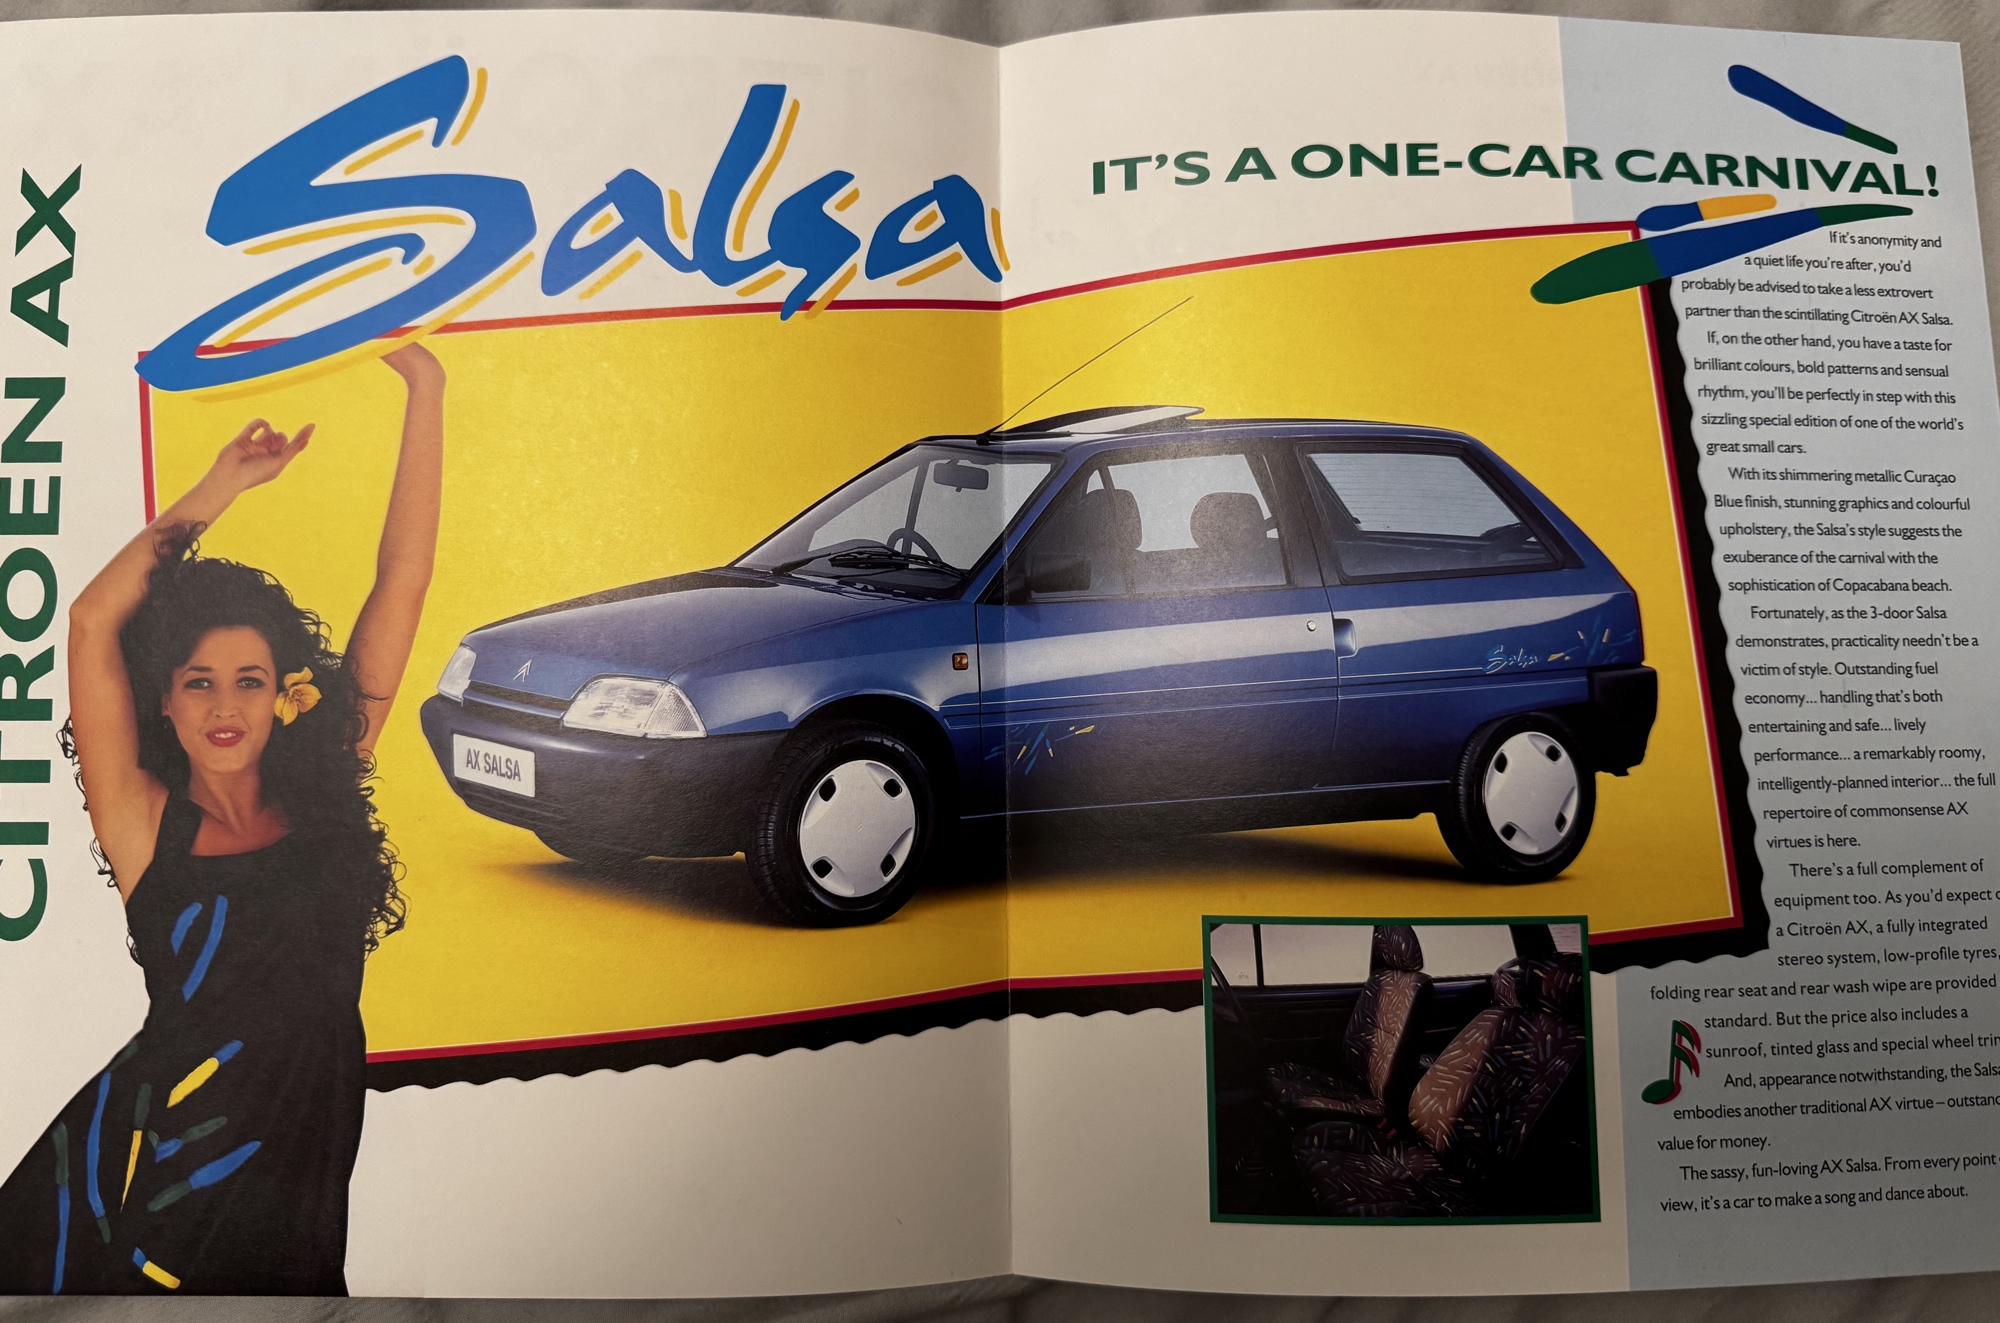 CITROEN AX
Salsa
IT'S A ONE-CAR CARNIVAL!
AX SALSA
Salsa
If it's anonymity and
a quiet life you're after, you'd
probably be advised to take a less extrovert
partner than the scintillating Citroën AX Salsa.
If, on the other hand, you have a taste for
brilliant colours, bold patterns and sensual
rhythm, you'll be perfectly in step with this
sizzling special edition of one of the world's
great small cars.
With its shimmering metallic Curaçao
Blue finish, stunning graphics and colourful
upholstery, the Salsa's style suggests the
exuberance of the carnival with the
sophistication of Copacabana beach.
Fortunately, as the 3-door Salsa
demonstrates, practicality needn't be a
victim of style. Outstanding fuel
economy... handling that's both
entertaining and safe... lively
performance... a remarkably roomy,
intelligently-planned interior... the full
repertoire of commonsense AX
virtues is here.
There's a full complement of
equipment too. As you'd expect
a Citroën AX, a fully integrated
stereo system, low-profile tyres,
folding rear seat and rear wash wipe are provided
standard. But the price also includes a
sunroof, tinted glass and special wheel
And, appearance notwithstanding, the
embodies another traditional AX virtue –
value for money.
The sassy, fun-loving AX Salsa. From every point
view, it's a car to make a song and dance about.